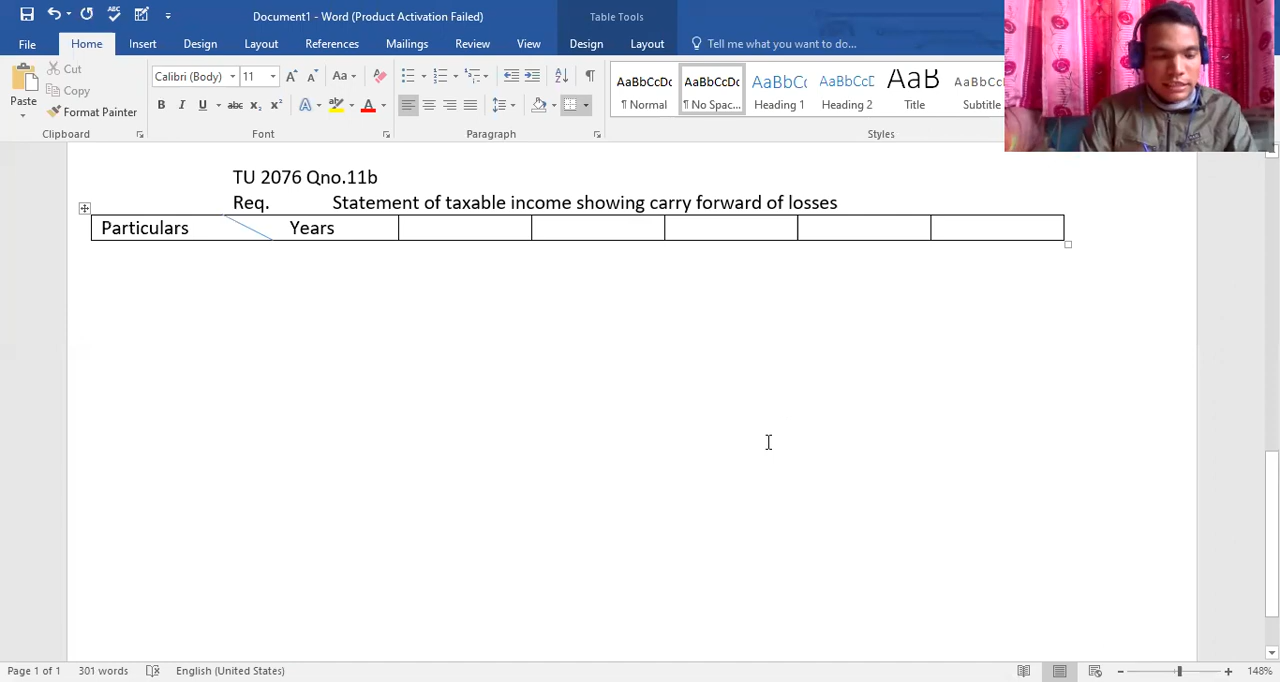 Document1 - Word (Product Activation Failed)
Table Tools
File
Home
Insert
Design
Layout
References
Mailings
Review
View
Design
Layout
Tell me what you want to do...
Paste
Cut
Copy
Format Painter
Clipboard
Calibri (Body)
11
Font
Paragraph
AaBbCcDc
¶ Normal
AaBbCcDc
¶ No Spac...
AaBbCc
Heading 1
AaBbCcD
Heading 2
AaB
Title
AaBbCcD
Subtitle
Styles
TU 2076 Qno.11b
Req. Statement of taxable income showing carry forward of losses
Particulars Years
Page 1 of 1 301 words English (United States) 148%